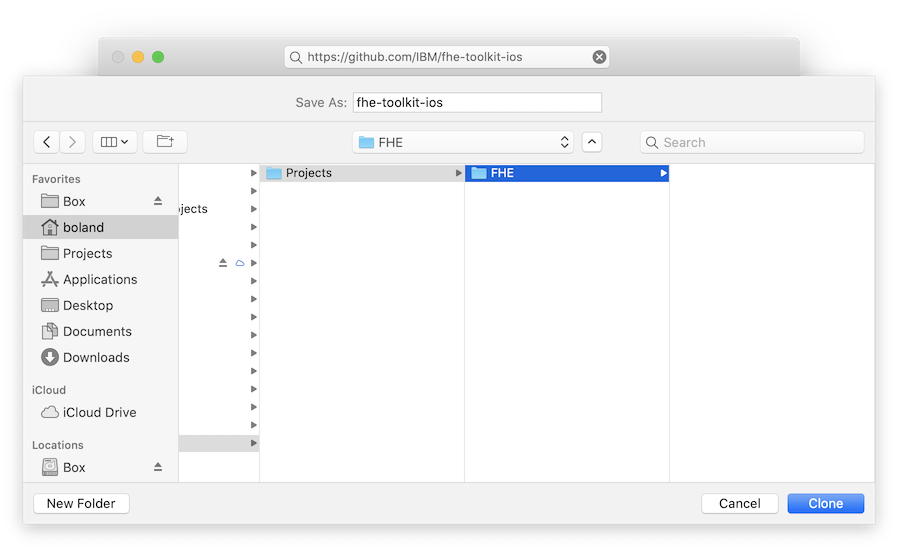 https://github.com/IBM/fhe-toolkit-ios
Save As: fhe-toolkit-ios
FHE
Search
Favorites
Box
boland
Projects
Applications
Desktop
Documents
Downloads
iCloud
iCloud Drive
Locations
Box
jects
Projects
FHE
New Folder
Cancel
Clone